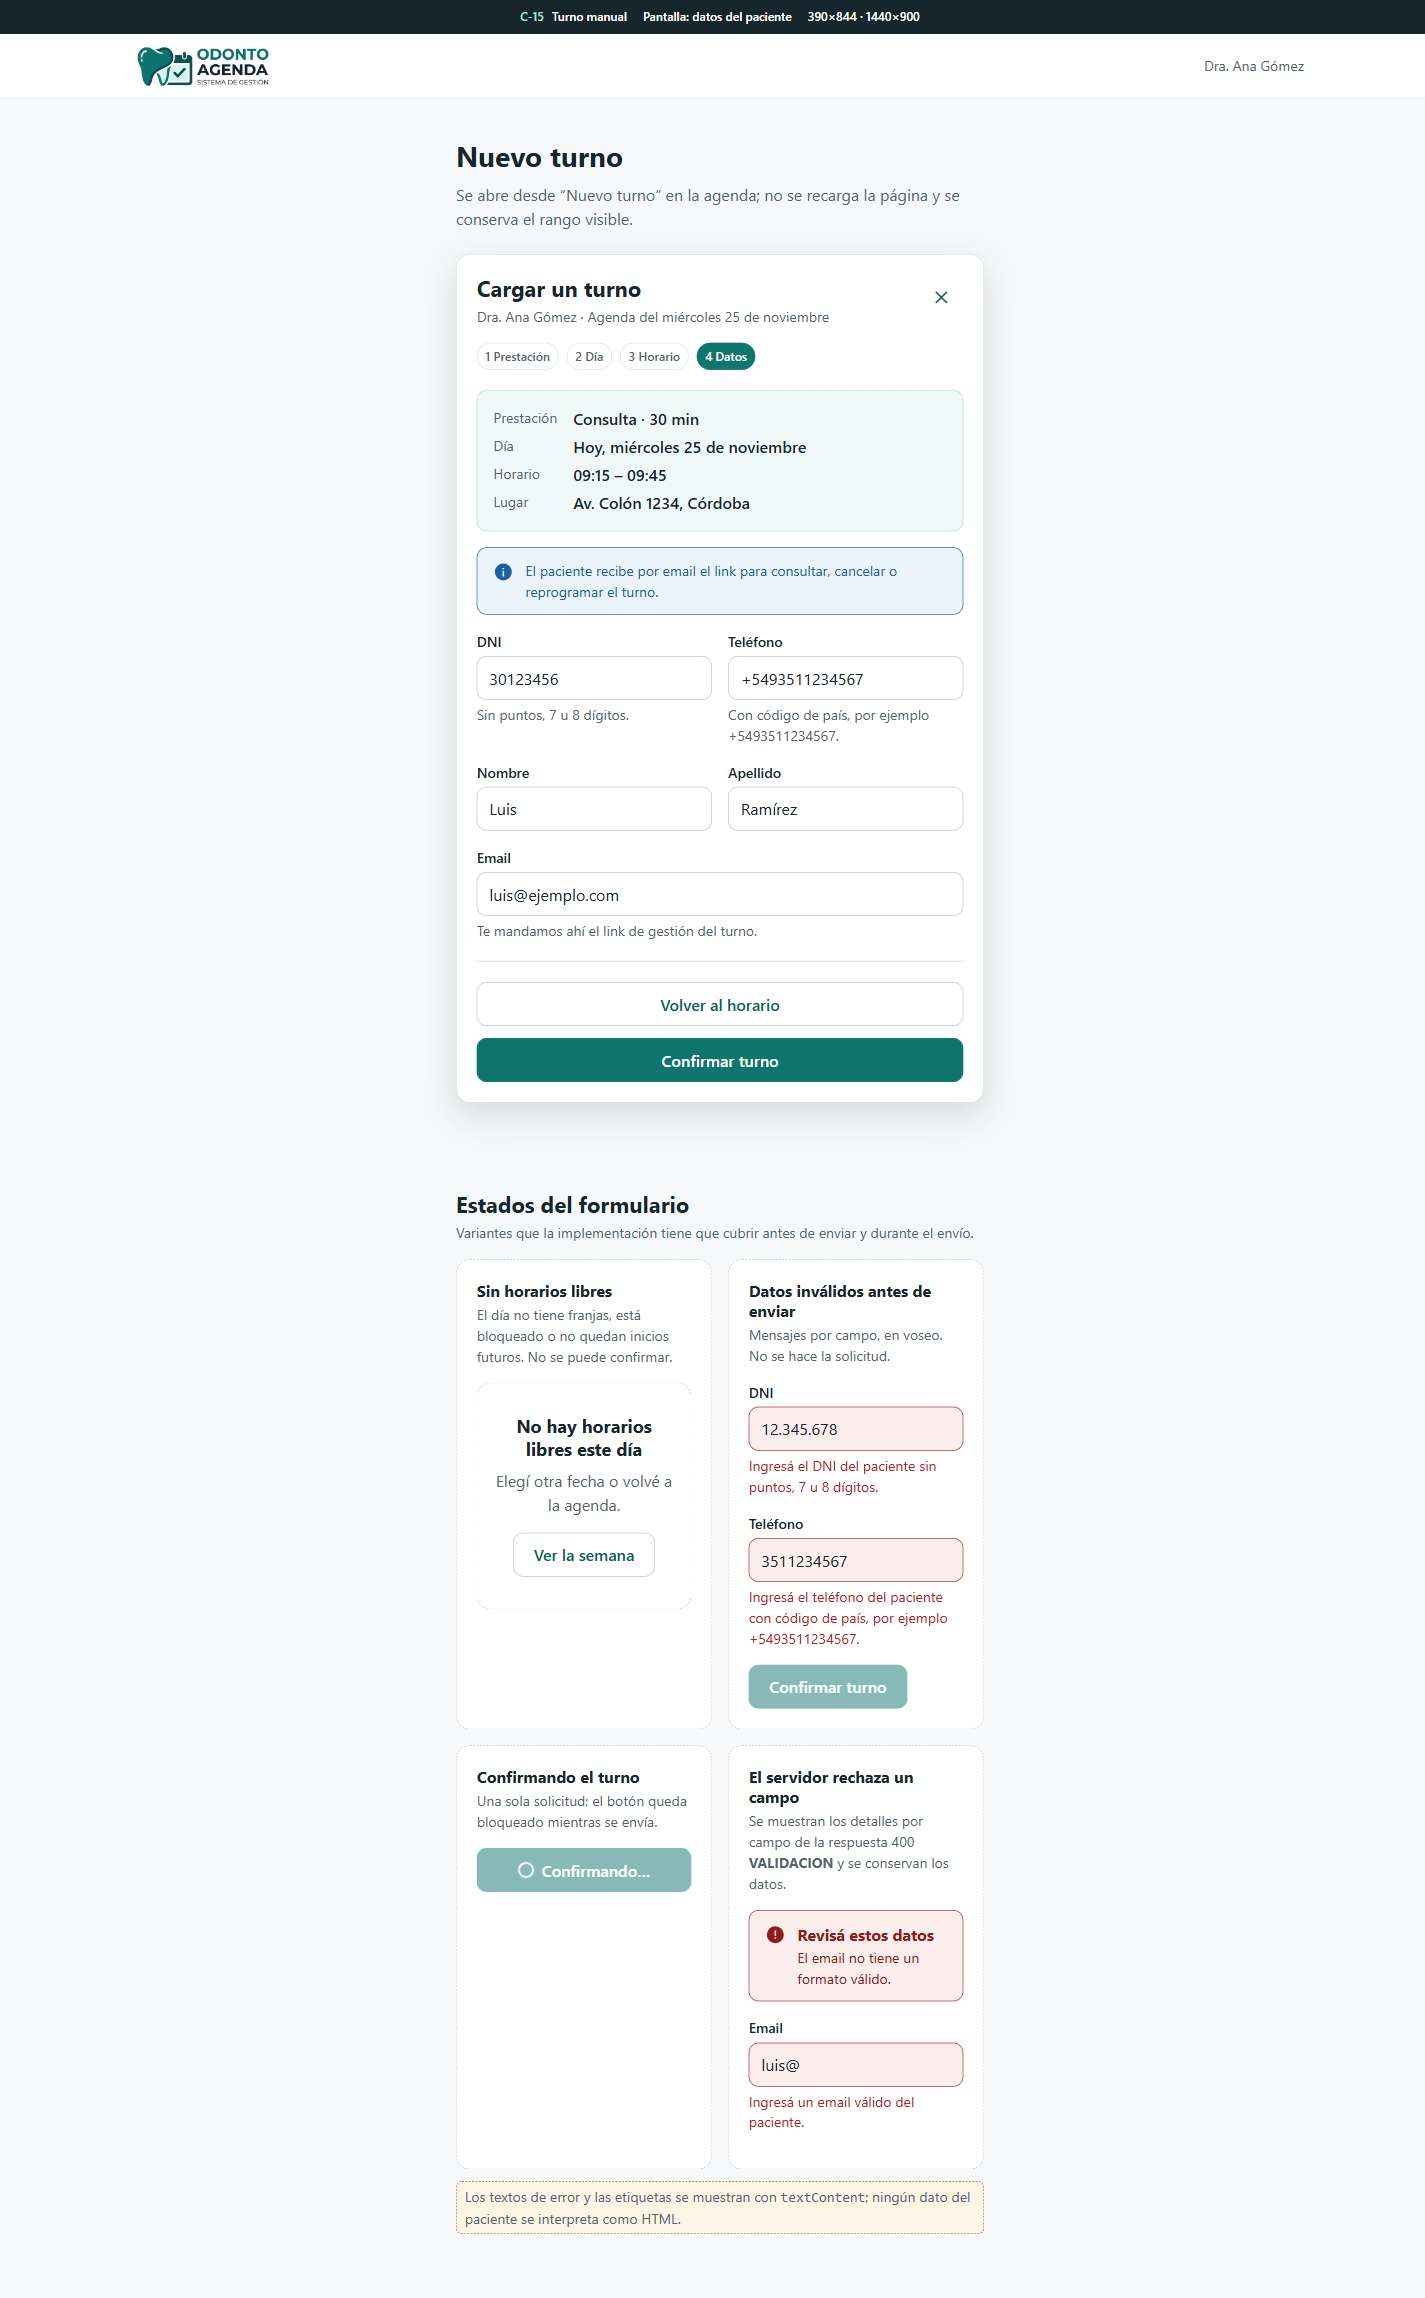 C-15 Turno manual Pantalla: datos del paciente 390×844 · 1440×900
ODONTO
AGENDA
SISTEMA DE GESTIÓN
Dra. Ana Gómez
Nuevo turno
Se abre desde “Nuevo turno” en la agenda; no se recarga la página y se
conserva el rango visible.
Cargar un turno
Dra. Ana Gómez · Agenda del miércoles 25 de noviembre
1 Prestación 2 Día 3 Horario 4 Datos
Prestación Consulta · 30 min
Día Hoy, miércoles 25 de noviembre
Horario 09:15 – 09:45
Lugar Av. Colón 1234, Córdoba
El paciente recibe por email el link para consultar, cancelar o
reprogramar el turno.
DNI
30123456
Sin puntos, 7 u 8 dígitos.
Teléfono
+5493511234567
Con código de país, por ejemplo
+5493511234567.
Nombre
Luis
Apellido
Ramírez
Email
luis@ejemplo.com
Te mandamos ahí el link de gestión del turno.
Volver al horario
Confirmar turno
Estados del formulario
Variantes que la implementación tiene que cubrir antes de enviar y durante el envío.
Sin horarios libres
El día no tiene franjas, está
bloqueado o no quedan inicios
futuros. No se puede confirmar.
No hay horarios
libres este día
Elegí otra fecha o volvé a
la agenda.
Ver la semana
Datos inválidos antes de
enviar
Mensajes por campo, en voseo.
No se hace la solicitud.
DNI
12.345.678
Ingresá el DNI del paciente sin
puntos, 7 u 8 dígitos.
Teléfono
3511234567
Ingresá el teléfono del paciente
con código de país, por ejemplo
+5493511234567.
Confirmar turno
Confirmando el turno
Una sola solicitud; el botón queda
bloqueado mientras se envía.
Confirmando...
El servidor rechaza un
campo
Se muestran los detalles por
campo de la respuesta 400
VALIDACION y se conservan los
datos.
Revisá estos datos
El email no tiene un
formato válido.
Email
luis@
Ingresá un email válido del
paciente.
Los textos de error y las etiquetas se muestran con textContent; ningún dato del
paciente se interpreta como HTML.